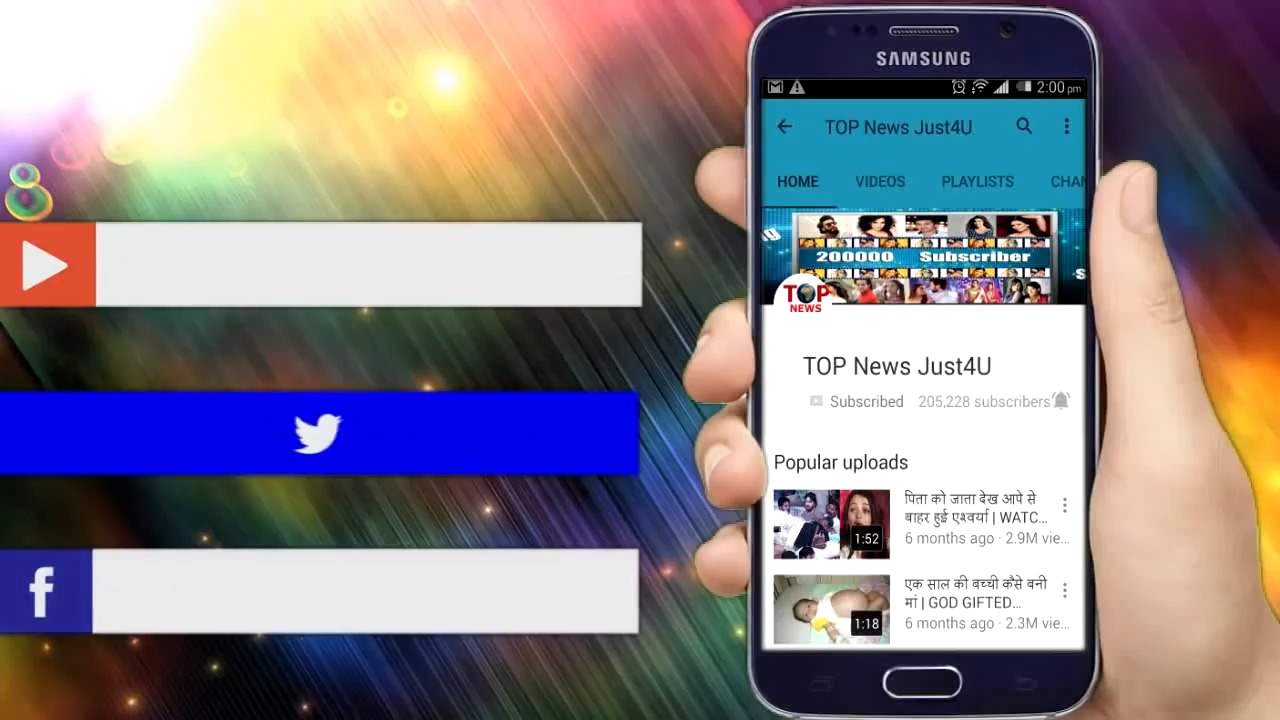 SAMSUNG
2:00 pm
TOP News Just4U
HOME VIDEOS PLAYLISTS CHAN
200000 Subscriber
TOP
NEWS
TOP News Just4U
Subscribed 205,228 subscribers
Popular uploads
पिता को जाता देख आपे से
बाहर हुई एश्वर्या | WATC...
1:52
6 months ago · 2.9M vie...
एक साल की बच्ची कैसे बनी
मां | GOD GIFTED...
1:18
6 months ago · 2.3M vie...